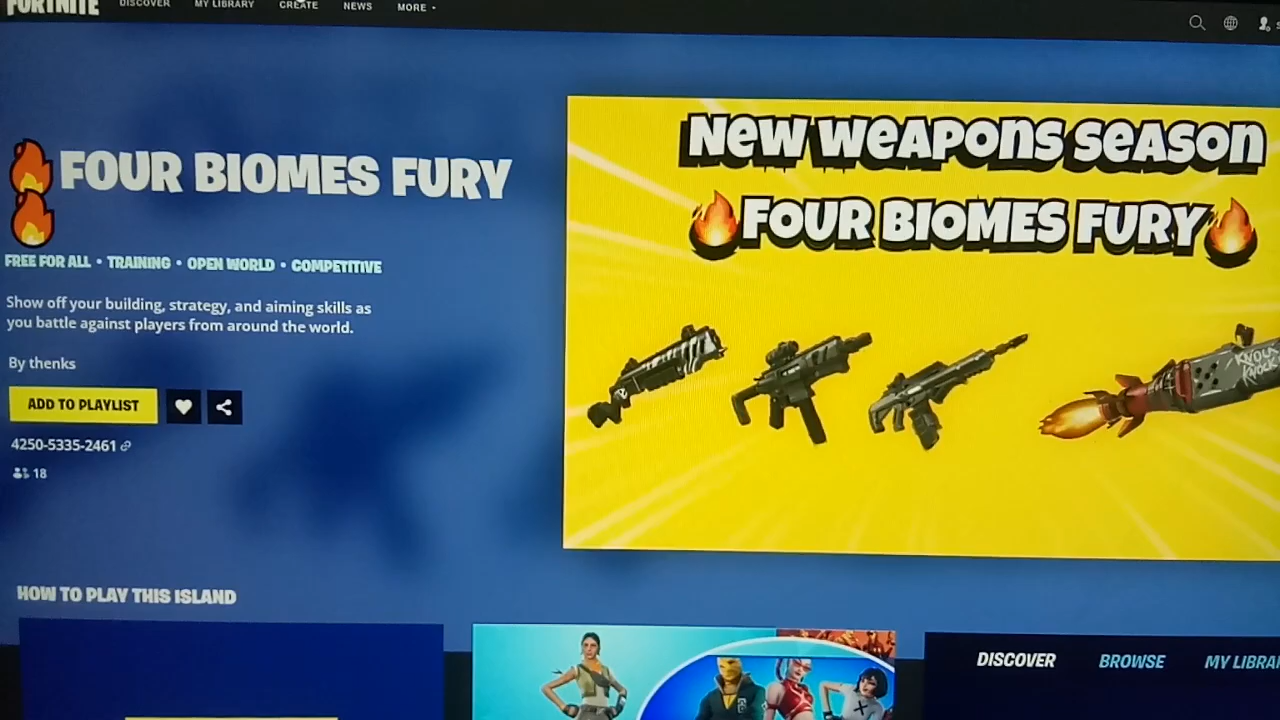 FORTNITE
DISCOVER MY LIBRARY CREATE NEWS MORE
🔥FOUR BIOMES FURY
🔥
FREE FOR ALL • TRAINING • OPEN WORLD • COMPETITIVE
Show off your building, strategy, and aiming skills as
you battle against players from around the world.
By thenks
ADD TO PLAYLIST
4250-5335-2461
18
NEW WEAPONS SEASON
🔥FOUR BIOMES FURY🔥
KNOCK
KNOCK
HOW TO PLAY THIS ISLAND
DISCOVER BROWSE MY LIBRA